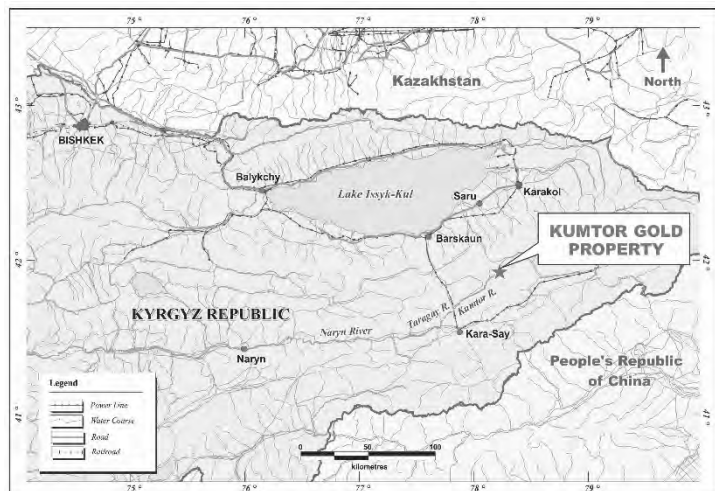 75 °
76 °
77 °
78 °
79 °
Kazakhstan
North
43 °
43 °
BISHKEK
Balykchy
Lake Issyk-Kul
Saru
Karakol
Barskaun
KUMTOR GOLD
PROPERTY
42 °
42 °
KYRGYZ REPUBLIC
Taragay R.
Kumtor R.
Naryn River
Kara-Say
Naryn
People's Republic
of China
Legend
Power Line
Water Course
Road
Railroad
41 °
41 °
0
50
100
kilometres
75 °
76 °
77 °
78 °
79 °